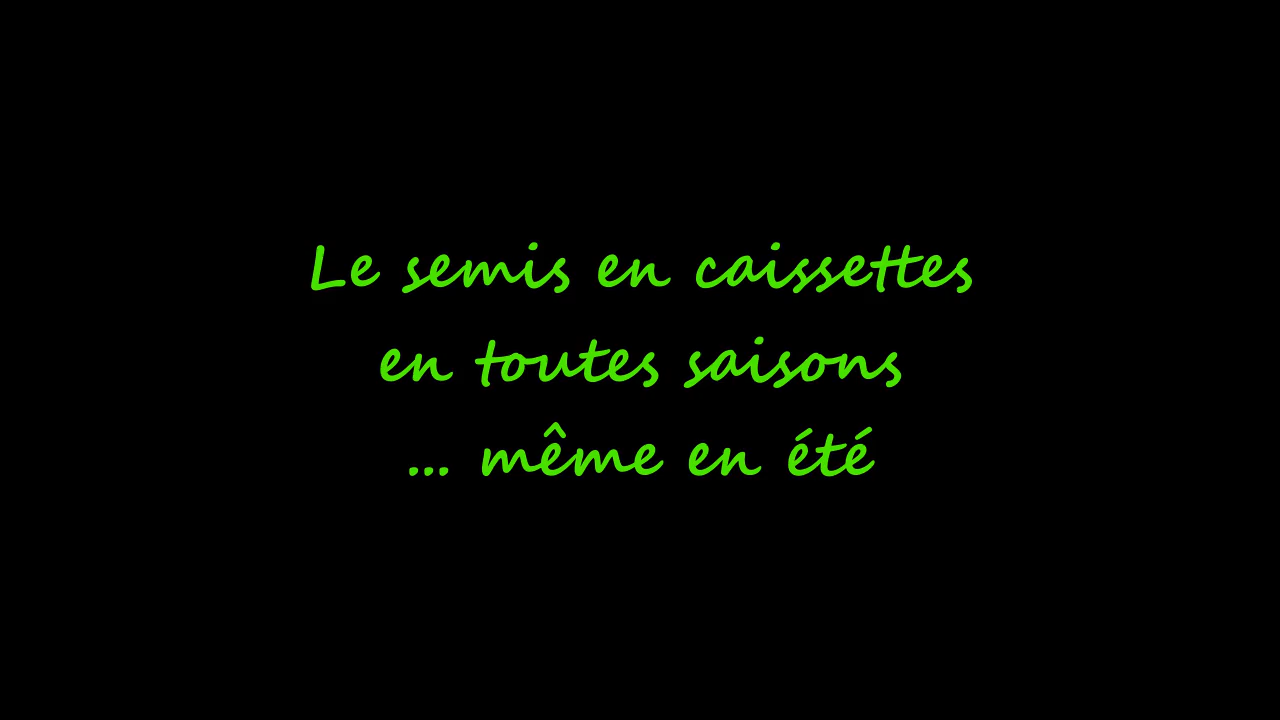 Le semis en caissettes
en toutes saisons
... même en été